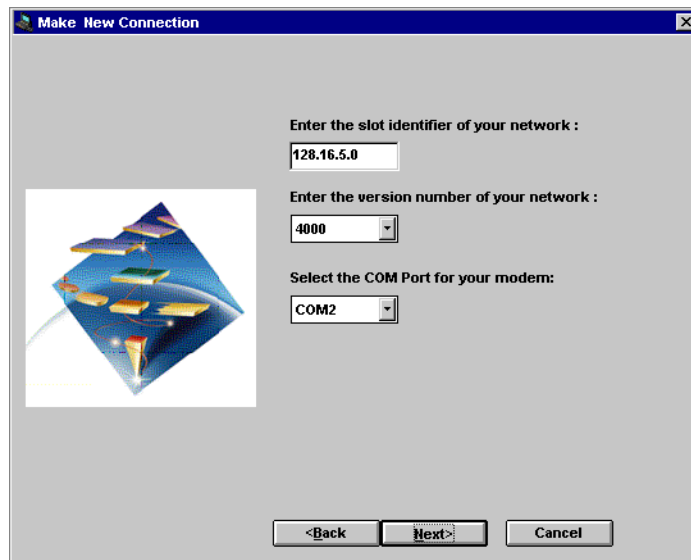 Make New Connection
Enter the slot identifier of your network :
128.16.5.0
Enter the version number of your network :
4000
Select the COM Port for your modem:
COM2
<Back Next> Cancel